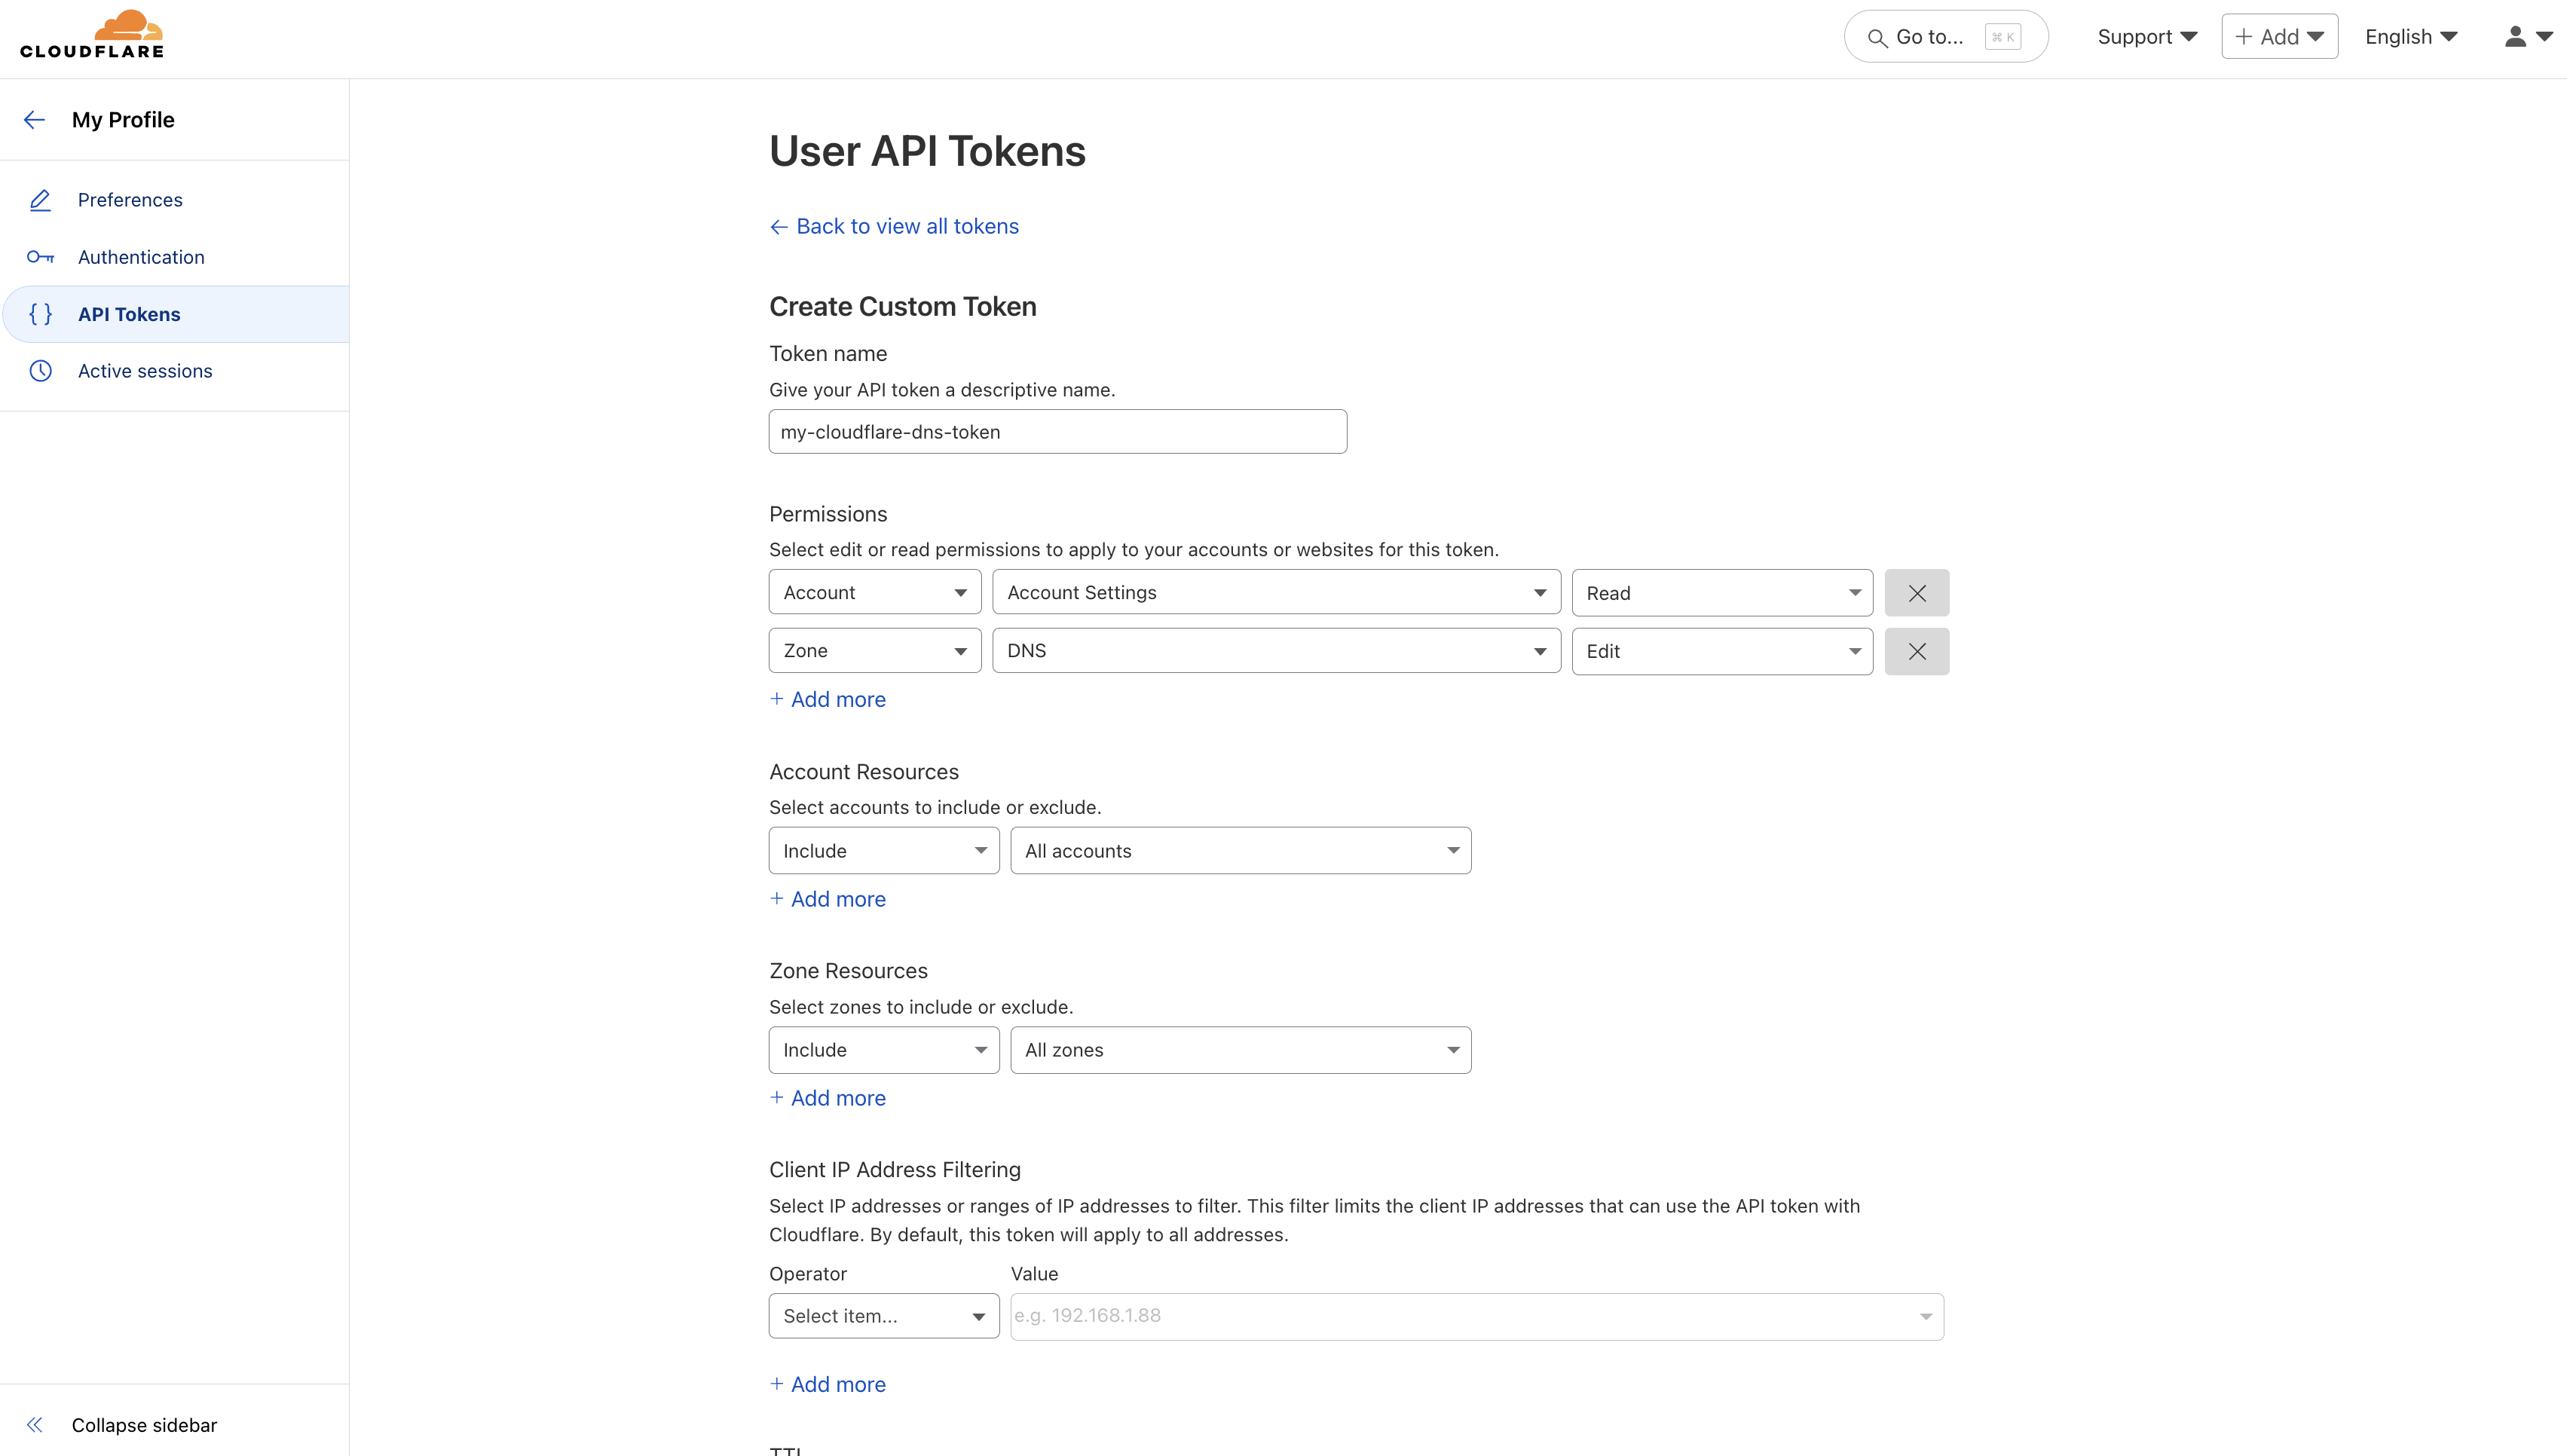 CLOUDFLARE
Go to... ⌘ K
Support
+ Add
English
My Profile
Preferences
Authentication
API Tokens
Active sessions
Collapse sidebar
User API Tokens
← Back to view all tokens
Create Custom Token
Token name
Give your API token a descriptive name.
my-cloudflare-dns-token
Permissions
Select edit or read permissions to apply to your accounts or websites for this token.
Account Account Settings Read
Zone DNS Edit
+ Add more
Account Resources
Select accounts to include or exclude.
Include All accounts
+ Add more
Zone Resources
Select zones to include or exclude.
Include All zones
+ Add more
Client IP Address Filtering
Select IP addresses or ranges of IP addresses to filter. This filter limits the client IP addresses that can use the API token with
Cloudflare. By default, this token will apply to all addresses.
Operator Value
Select item... e.g. 192.168.1.88
+ Add more
TTL